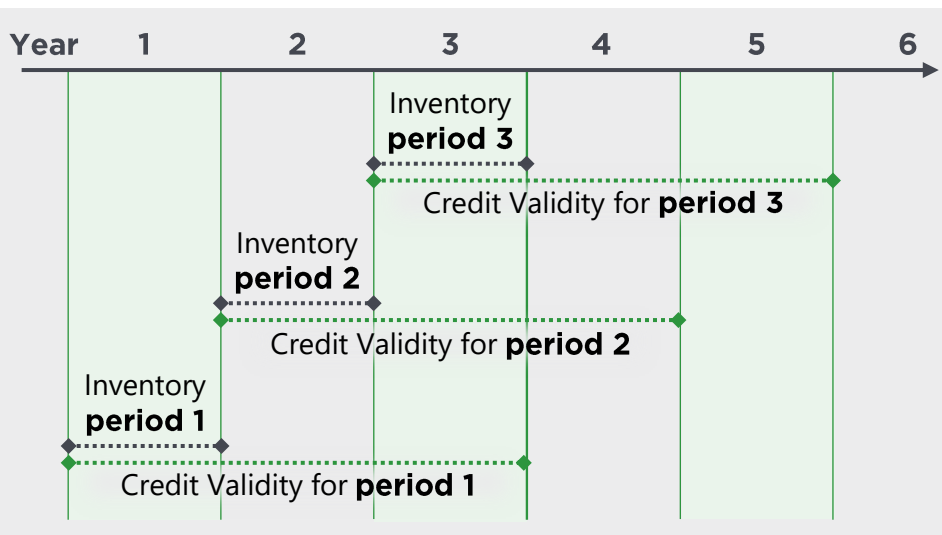 Year 1 2 3 4 5 6
Inventory
period 3
Credit Validity for period 3
Inventory
period 2
Credit Validity for period 2
Inventory
period 1
Credit Validity for period 1